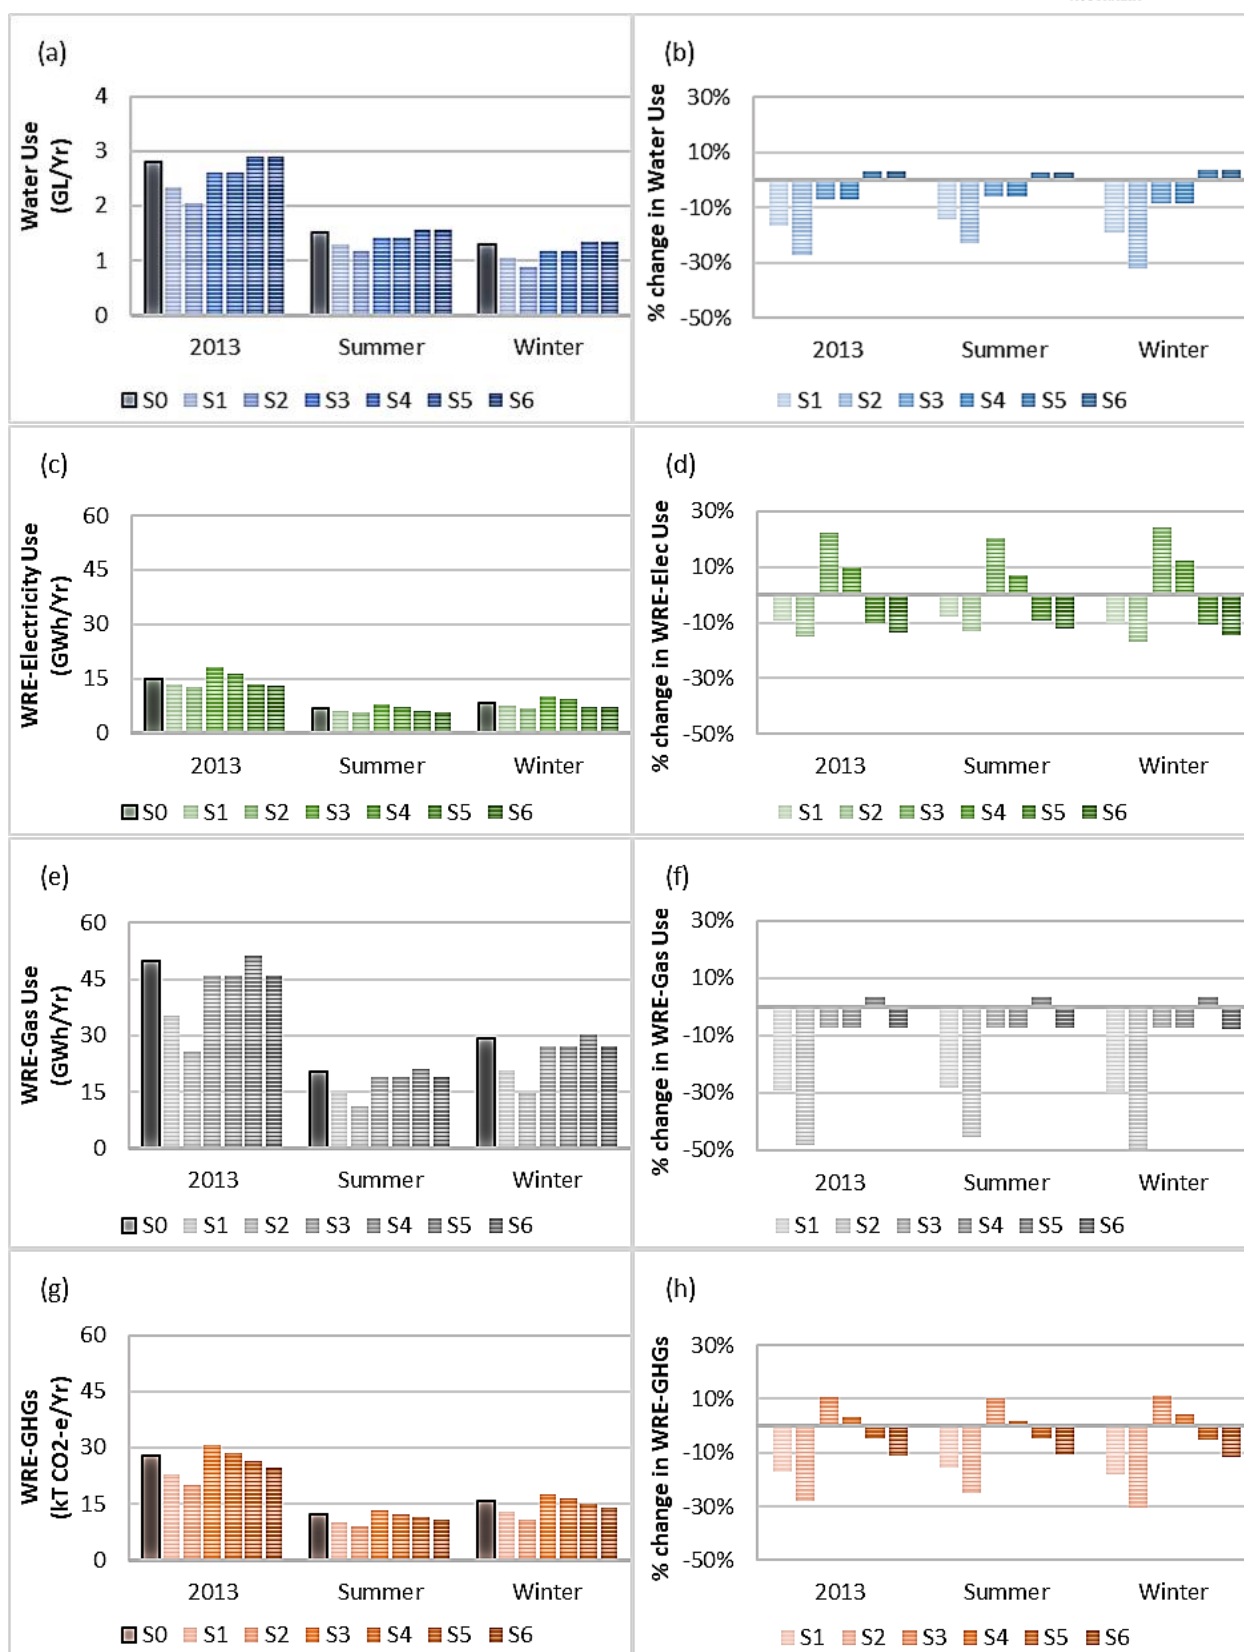 (a)
Water Use
(GL/Yr)
4
3
2
1
0
2013 Summer Winter
S0 S1 S2 S3 S4 S5 S6
(b)
% change in Water Use
30%
10%
-10%
-30%
-50%
2013 Summer Winter
S1 S2 S3 S4 S5 S6
(c)
WRE-Electricity Use
(GWh/Yr)
60
45
30
15
0
2013 Summer Winter
S0 S1 S2 S3 S4 S5 S6
(d)
% change in WRE-Elec Use
30%
10%
-10%
-30%
-50%
2013 Summer Winter
S1 S2 S3 S4 S5 S6
(e)
WRE-Gas Use
(GWh/Yr)
60
45
30
15
0
2013 Summer Winter
S0 S1 S2 S3 S4 S5 S6
(f)
% change in WRE-Gas Use
30%
10%
-10%
-30%
-50%
2013 Summer Winter
S1 S2 S3 S4 S5 S6
(g)
WRE-GHGs
(kT CO2-e/Yr)
60
45
30
15
0
2013 Summer Winter
S0 S1 S2 S3 S4 S5 S6
(h)
% change in WRE-GHGs
30%
10%
-10%
-30%
-50%
2013 Summer Winter
S1 S2 S3 S4 S5 S6